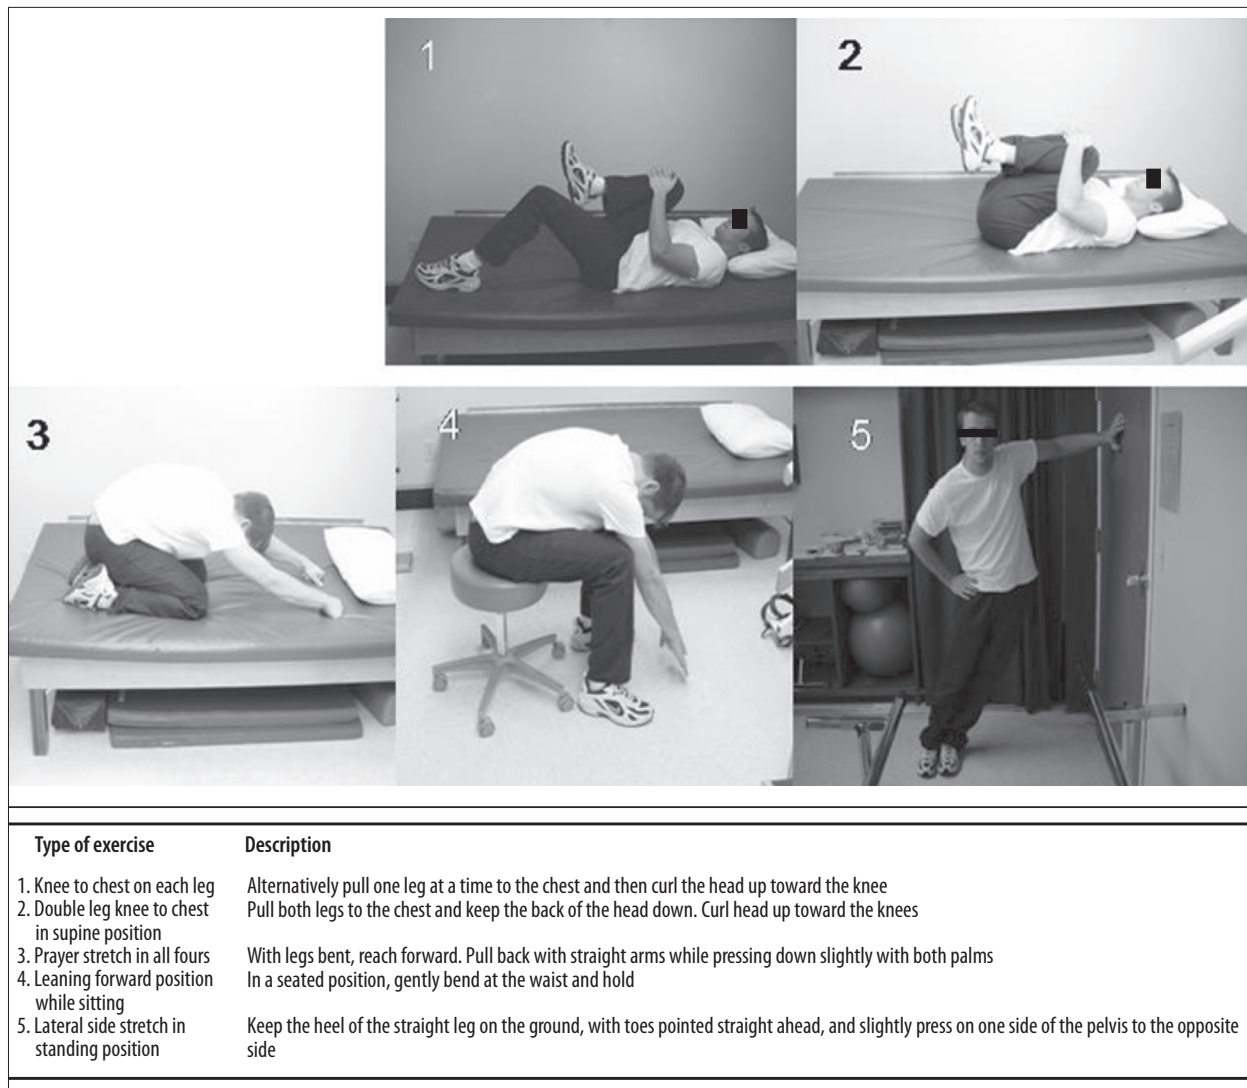 1
2
3
4
5
Type of exercise Description
1. Knee to chest on each leg Alternatively pull one leg at a time to the chest and then curl the head up toward the knee
2. Double leg knee to chest Pull both legs to the chest and keep the back of the head down. Curl head up toward the knees
in supine position
3. Prayer stretch in all fours With legs bent, reach forward. Pull back with straight arms while pressing down slightly with both palms
4. Leaning forward position In a seated position, gently bend at the waist and hold
while sitting
5. Lateral side stretch in Keep the heel of the straight leg on the ground, with toes pointed straight ahead, and slightly press on one side of the pelvis to the opposite
standing position side